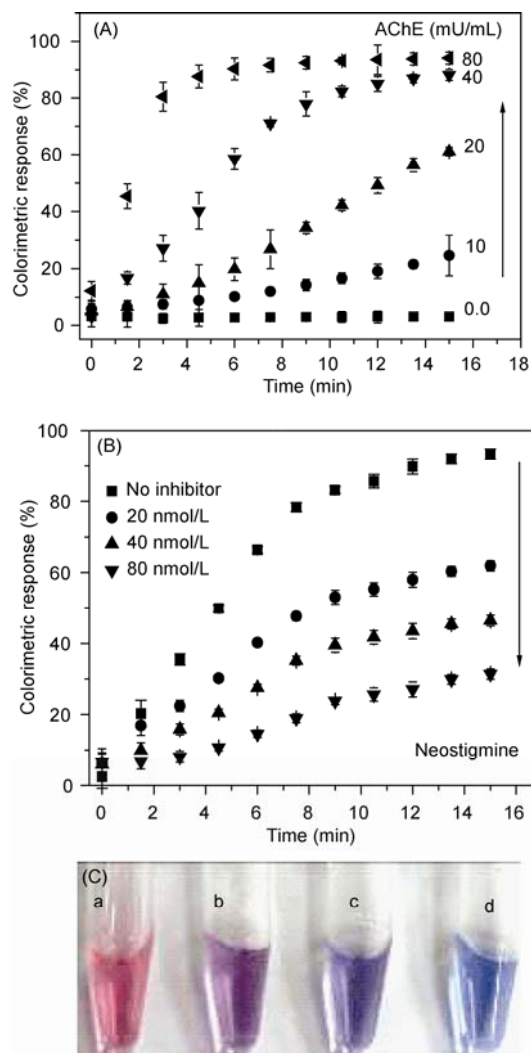 (A)
AChE (mU/mL)
100
80
60
40
20
0
80
40
20
10
0.0
Colorimetric response (%)
0 2 4 6 8 10 12 14 16 18
Time (min)
(B)
100
80
60
40
20
0
No inhibitor
20 nmol/L
40 nmol/L
80 nmol/L
Colorimetric response (%)
Neostigmine
0 2 4 6 8 10 12 14 16
Time (min)
(C)
a b c d